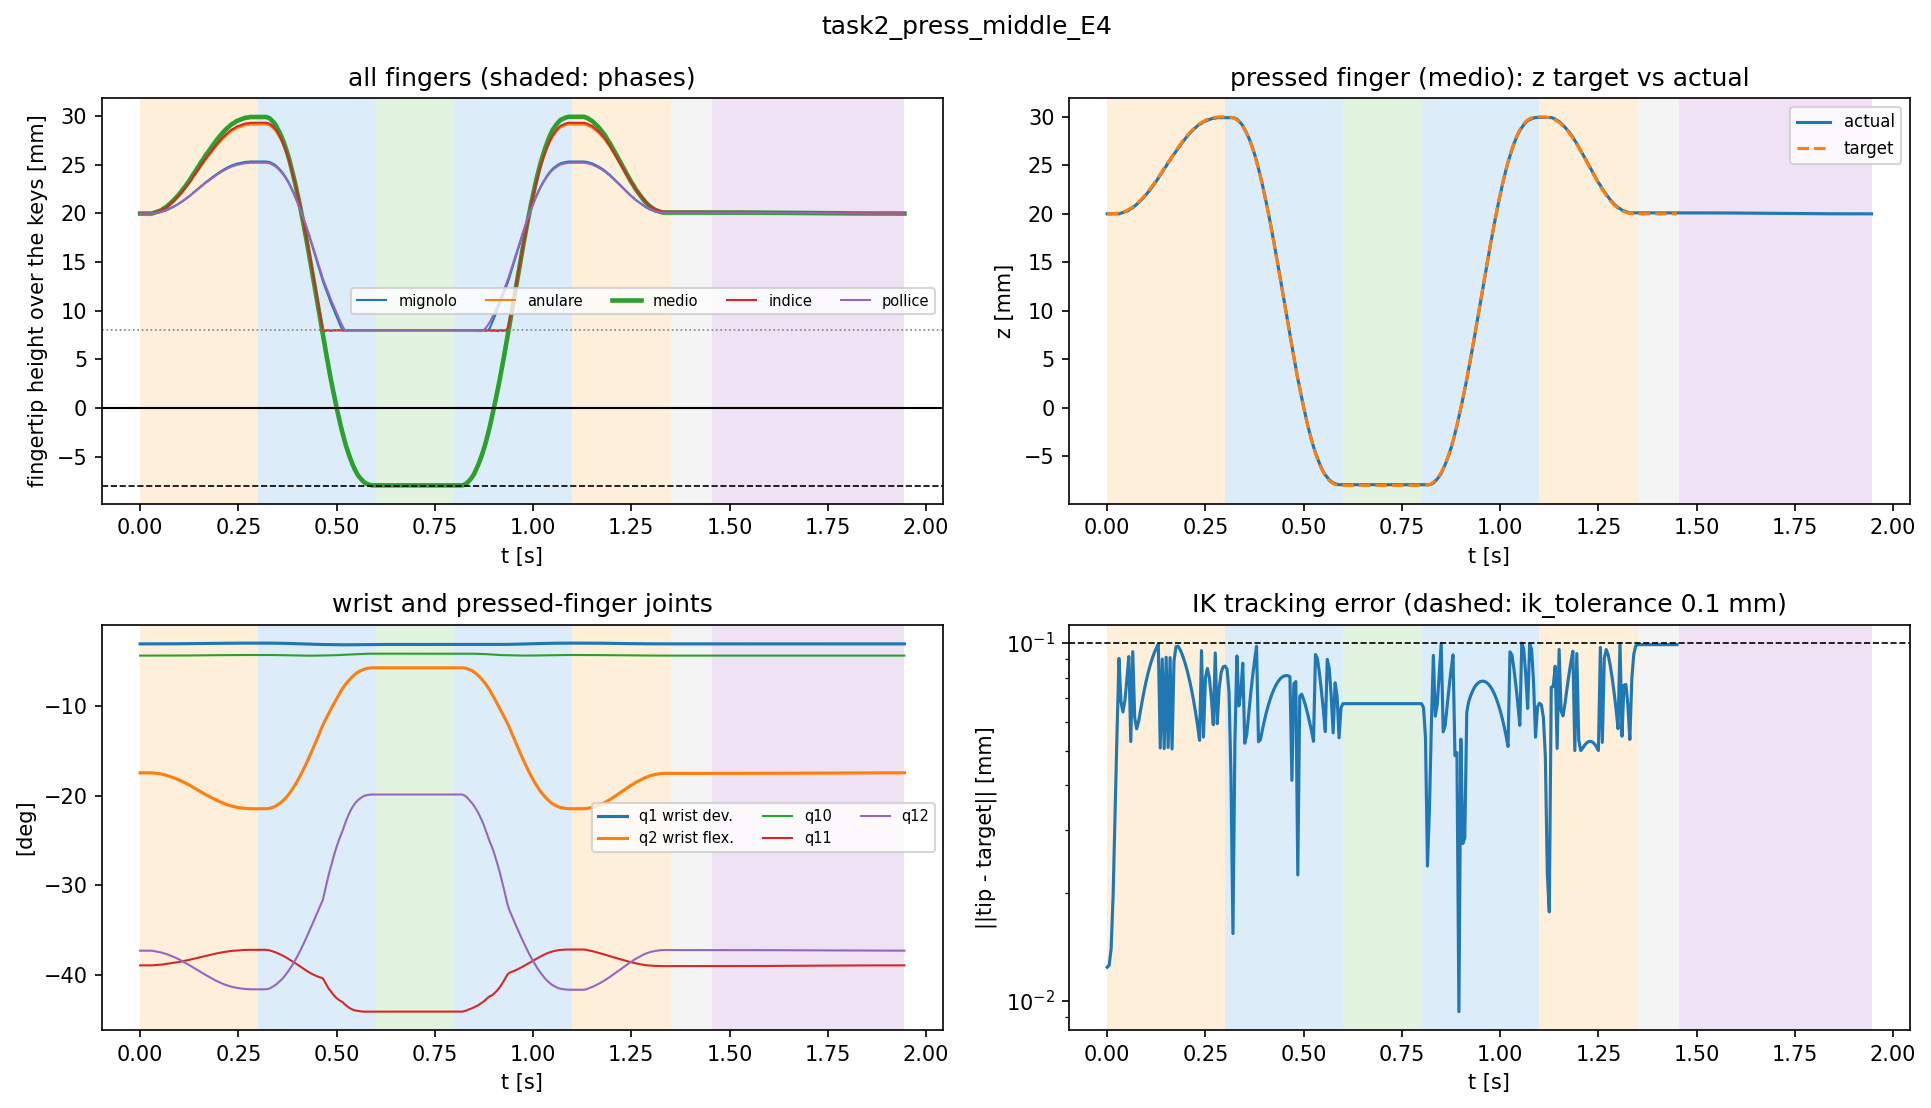 task2_press_middle_E4
all fingers (shaded: phases)
fingertip height over the keys [mm]
30
25
20
15
10
5
0
−5
mignolo anulare medio indice pollice
0.00 0.25 0.50 0.75 1.00 1.25 1.50 1.75 2.00
t [s]
pressed finger (medio): z target vs actual
z [mm]
30
25
20
15
10
5
0
−5
actual
target
0.00 0.25 0.50 0.75 1.00 1.25 1.50 1.75 2.00
t [s]
wrist and pressed-finger joints
[deg]
−10
−20
−30
−40
q1 wrist dev. q10 q12
q2 wrist flex. q11
0.00 0.25 0.50 0.75 1.00 1.25 1.50 1.75 2.00
t [s]
IK tracking error (dashed: ik_tolerance 0.1 mm)
||tip - target|| [mm]
10⁻¹
10⁻²
0.00 0.25 0.50 0.75 1.00 1.25 1.50 1.75 2.00
t [s]